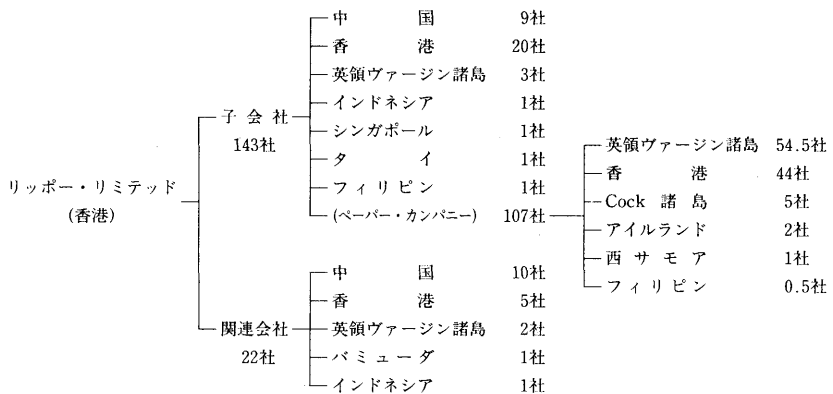 リッポー・リミテッド
(香港)
子会社
143社
中国 9社
香港 20社
英領ヴァージン諸島 3社
インドネシア 1社
シンガポール 1社
タイ 1社
フィリピン 1社
(ペーパー・カンパニー) 107社
英領ヴァージン諸島 54.5社
香港 44社
Cock 諸島 5社
アイルランド 2社
西サモア 1社
フィリピン 0.5社
関連会社
22社
中国 10社
香港 5社
英領ヴァージン諸島 2社
バミューダ 1社
インドネシア 1社